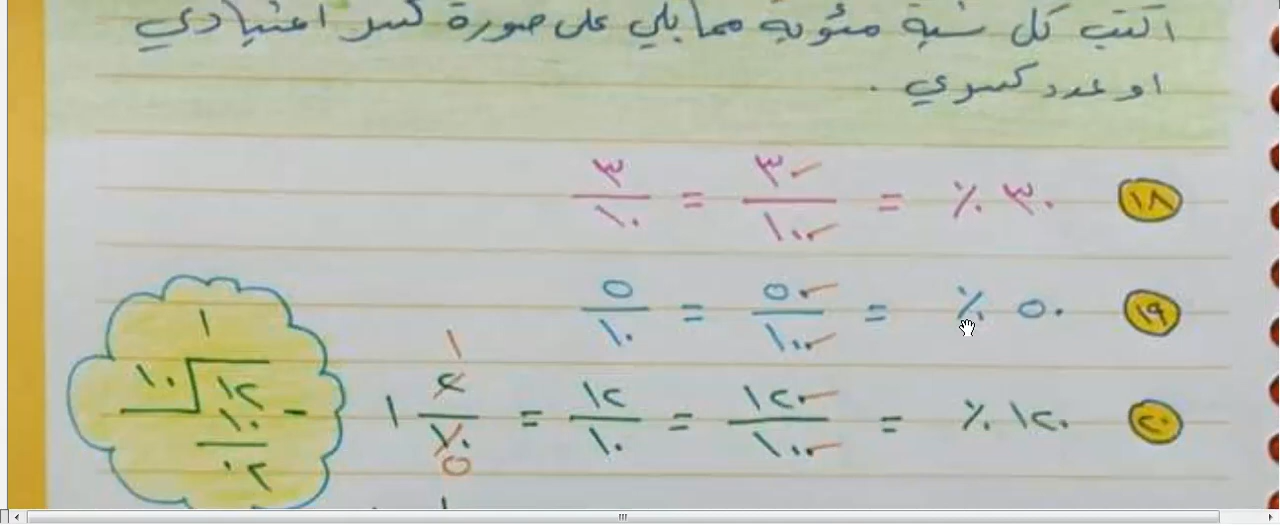 اكتب كل نسبة مئوية مما يلي على صورة كسر اعتيادي
او عدد كسري .
١٨ ٣٠ ٪ = ٣٠/١٠٠ = ٣/١٠
١٩ ٥٠ ٪ = ٥٠/١٠٠ = ٥/١٠
٢٠ ١٢٠ ٪ = ١٢٠/١٠٠ = ١٢/١٠ = ١ ٢/١٠
١
٥
١
١٠ ١٢
١٠ -
٠٢